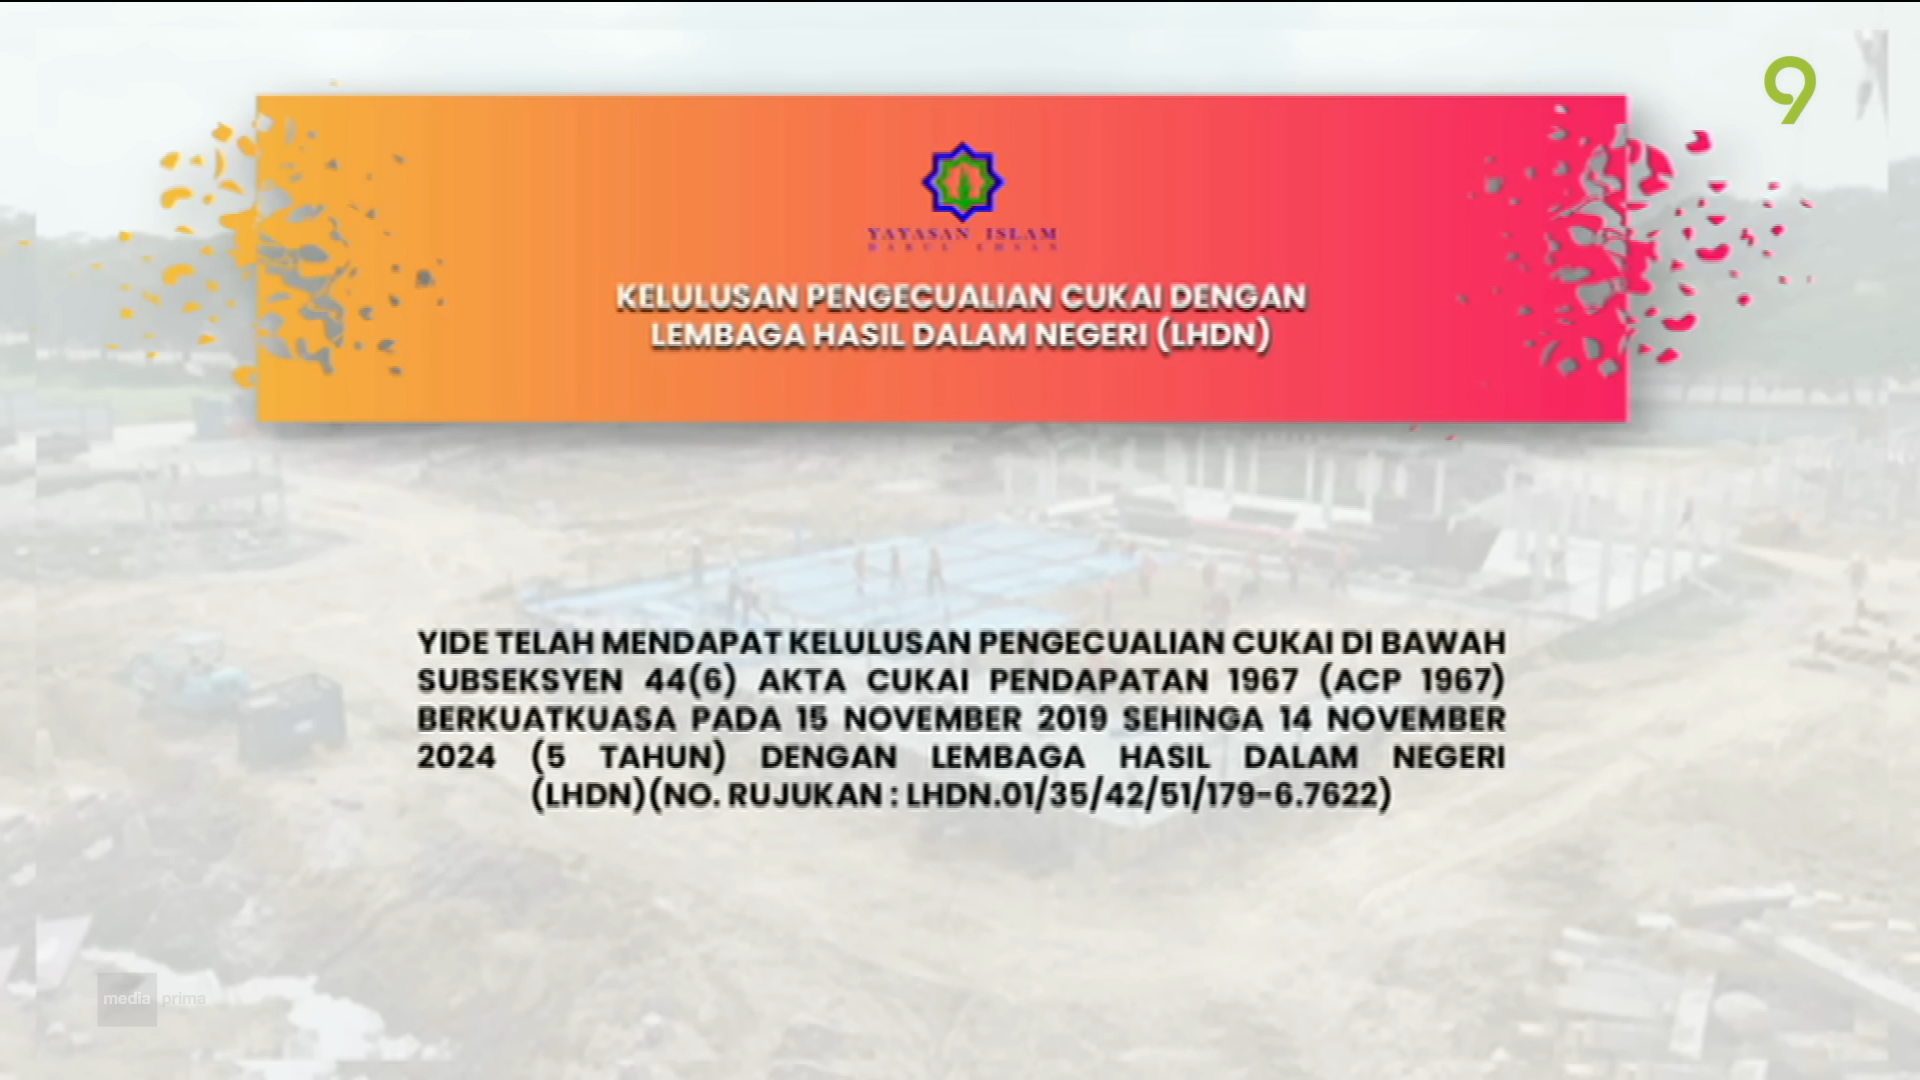 9
YAYASAN ISLAM
DARUL EHSAN
KELULUSAN PENGECUALIAN CUKAI DENGAN
LEMBAGA HASIL DALAM NEGERI (LHDN)
YIDE TELAH MENDAPAT KELULUSAN PENGECUALIAN CUKAI DI BAWAH
SUBSEKSYEN 44(6) AKTA CUKAI PENDAPATAN 1967 (ACP 1967)
BERKUATKUASA PADA 15 NOVEMBER 2019 SEHINGA 14 NOVEMBER
2024 (5 TAHUN) DENGAN LEMBAGA HASIL DALAM NEGERI
(LHDN)(NO. RUJUKAN : LHDN.01/35/42/51/179-6.7622)
media prima